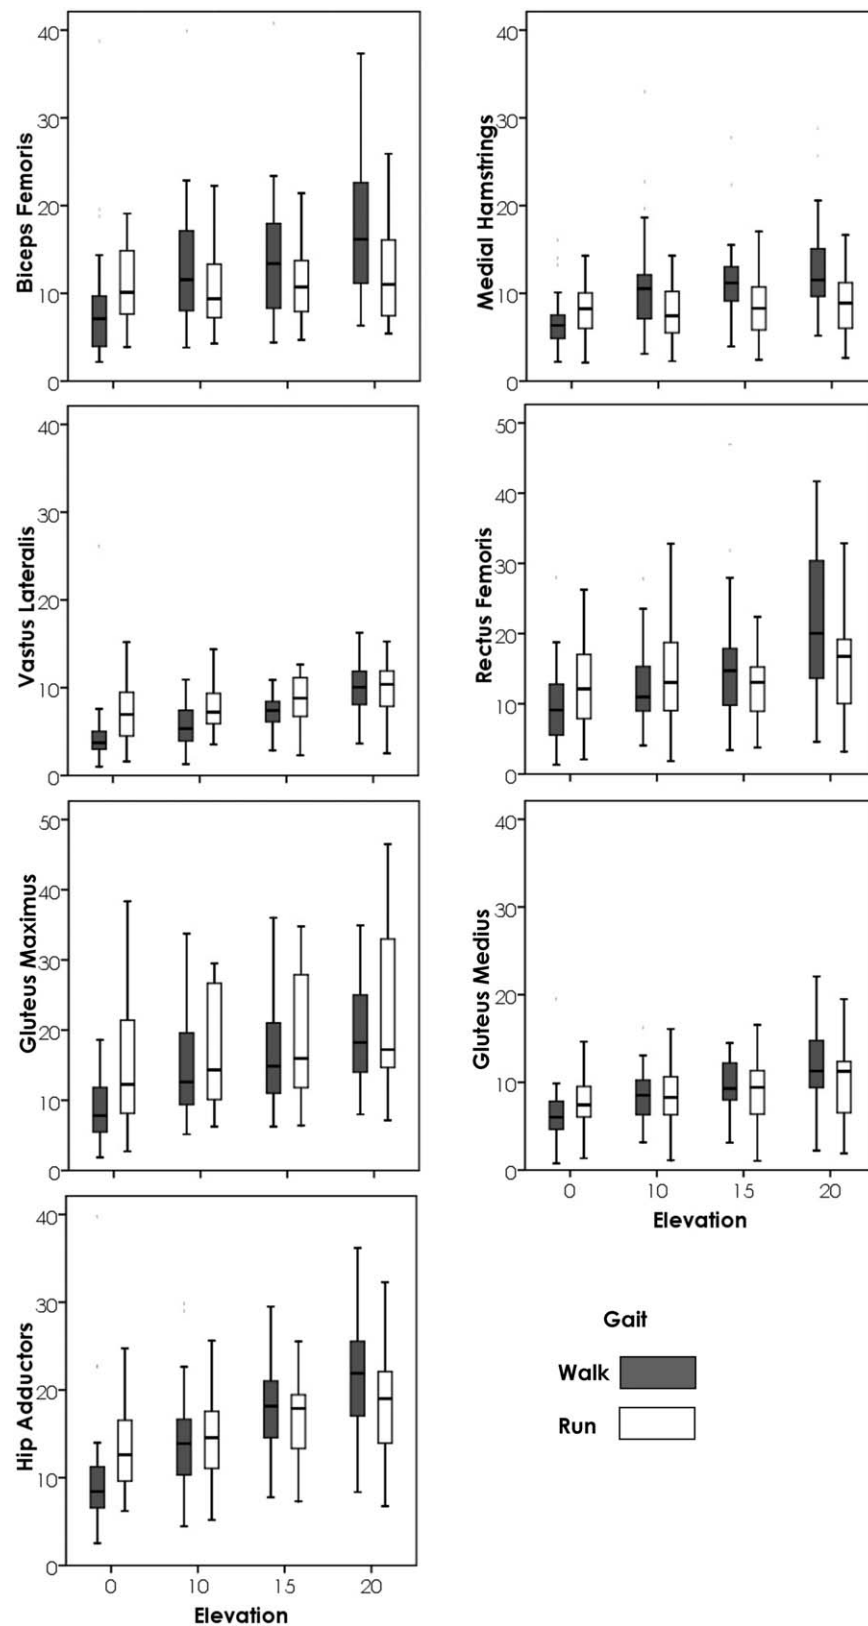 Biceps Femoris
40
30
20
10
0
Medial Hamstrings
40
30
20
10
0
Vastus Lateralis
40
30
20
10
0
Rectus Femoris
50
40
30
20
10
0
Gluteus Maximus
50
40
30
20
10
0
Gluteus Medius
40
30
20
10
0
0 10 15 20
Elevation
Hip Adductors
40
30
20
10
0
0 10 15 20
Elevation
Gait
Walk
Run